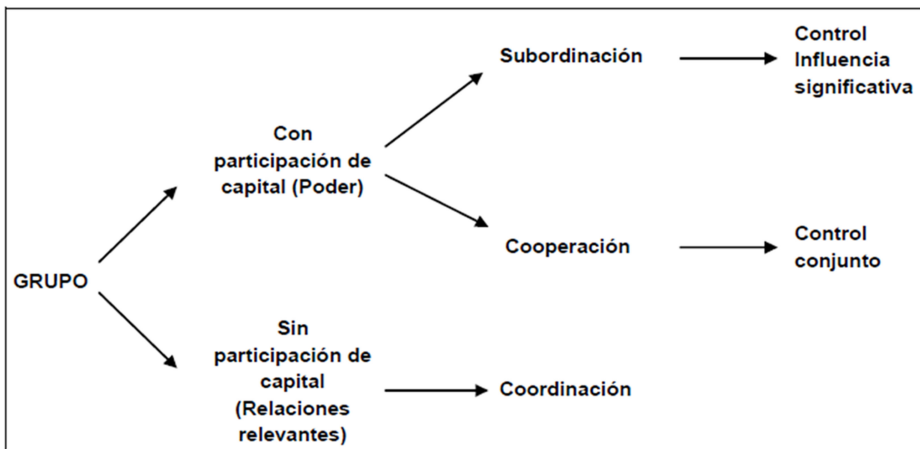 GRUPO
Con
participación de
capital (Poder)
Subordinación
Control
Influencia
significativa
Cooperación
Control
conjunto
Sin
participación de
capital
(Relaciones
relevantes)
Coordinación